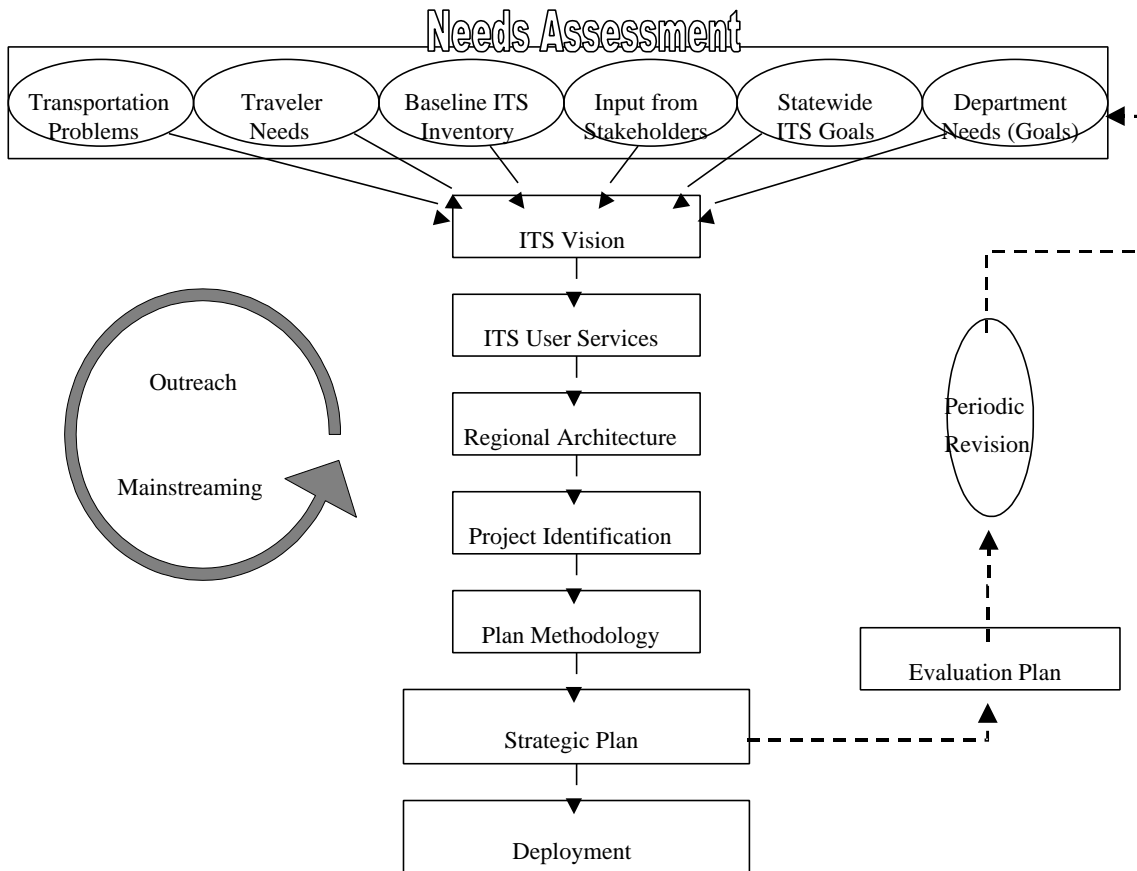 Needs Assessment
Transportation
Problems
Traveler
Needs
Baseline ITS
Inventory
Input from
Stakeholders
Statewide
ITS Goals
Department
Needs (Goals)
ITS Vision
ITS User Services
Outreach
Mainstreaming
Regional Architecture
Periodic
Revision
Project Identification
Plan Methodology
Evaluation Plan
Strategic Plan
Deployment